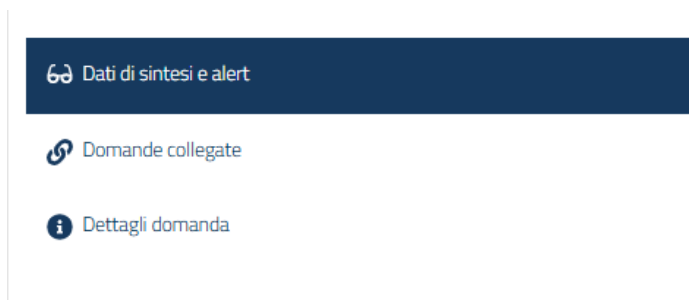 Dati di sintesi e alert
Domande collegate
Dettagli domanda